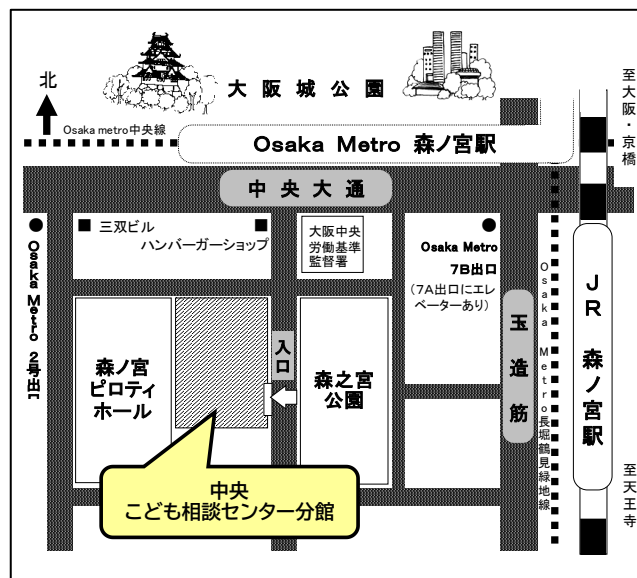 北
大阪城公園
至大阪・京橋
Osaka metro中央線
Osaka Metro 森ノ宮駅
中央大通
三双ビル
ハンバーガーショップ
大阪中央
労働基準
監督署
Osaka Metro
7B出口
(7A出口にエレ
ベーターあり)
Osaka Metro 2号出口
森ノ宮
ピロティ
ホール
入口
森之宮
公園
玉造筋
Osaka Metro長堀鶴見緑地線
JR 森ノ宮駅
中央
こども相談センター分館
至天王寺